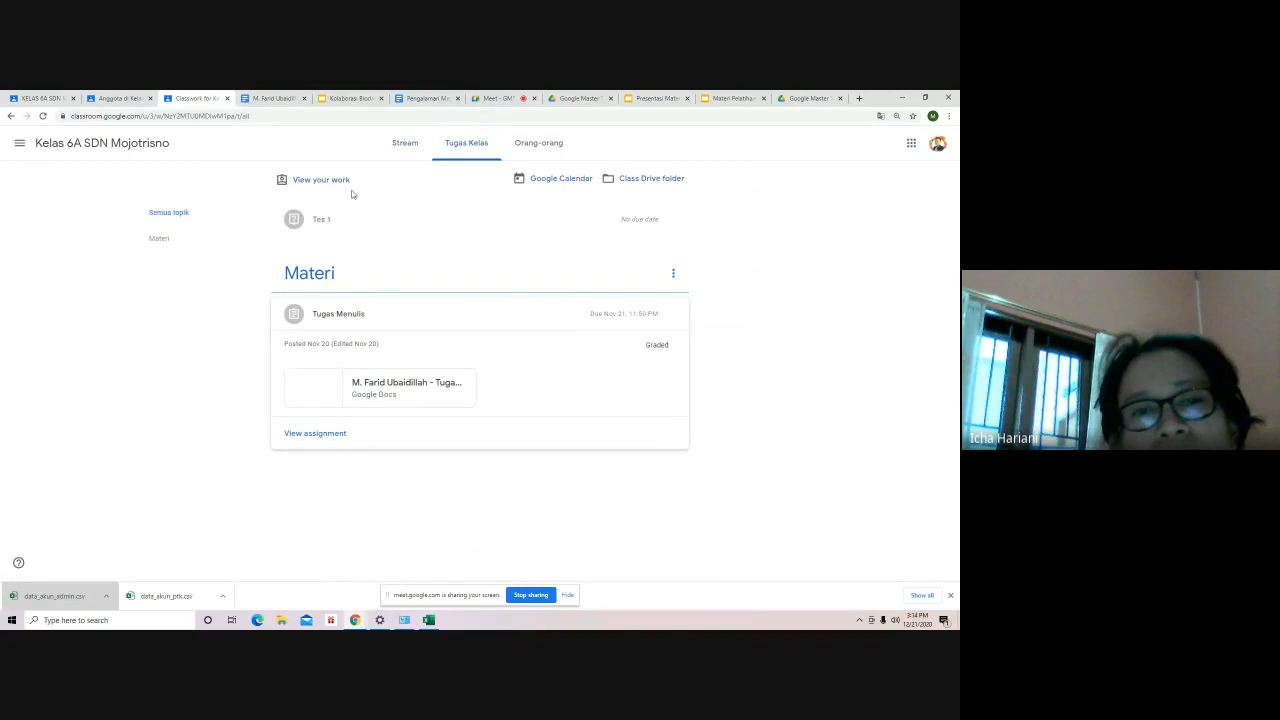 KELAS 6A SDN
Anggota di Kelas
Classwork for Ke
M. Farid Ubaidill
Kolaborasi Biod
Pengalaman Me
Meet - GM
Google Master
Presentasi Mate
Materi Pelatiha
Google Master
classroom.google.com/u/3/w/NzY2MTU0MDIwM1pa/t/all
Kelas 6A SDN Mojotrisno
Stream
Tugas Kelas
Orang-orang
View your work
Google Calendar
Class Drive folder
Semua topik
Materi
Tes 1
No due date
Materi
Tugas Menulis
Due Nov 21, 11:59 PM
Posted Nov 20 (Edited Nov 20)
Graded
M. Farid Ubaidillah - Tuga...
Google Docs
View assignment
Icha Hariani
data_akun_admin.csv
data_akun_ptk.csv
meet.google.com is sharing your screen.
Stop sharing
Hide
Show all
Type here to search
3:14 PM
12/21/2020